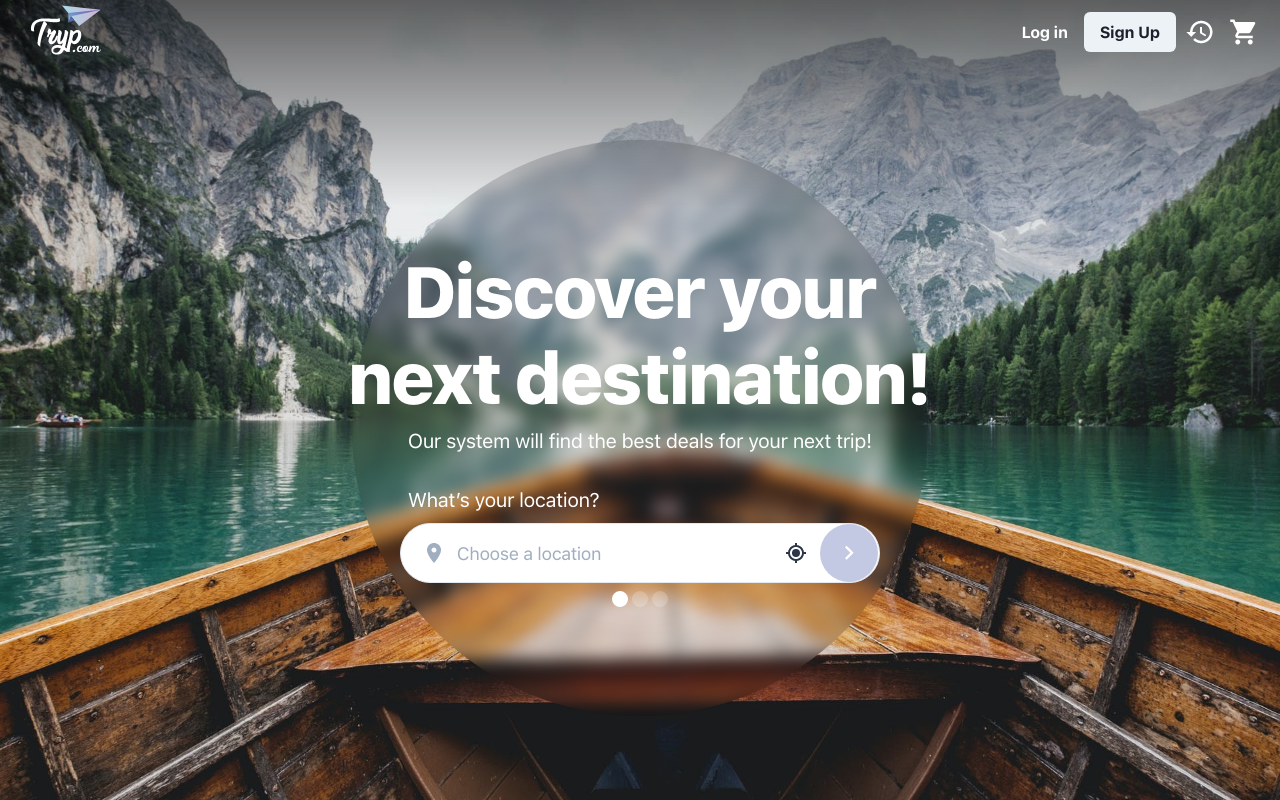 Tryp.com
Log in
Sign Up
Discover your
next destination!
Our system will find the best deals for your next trip!
What’s your location?
Choose a location